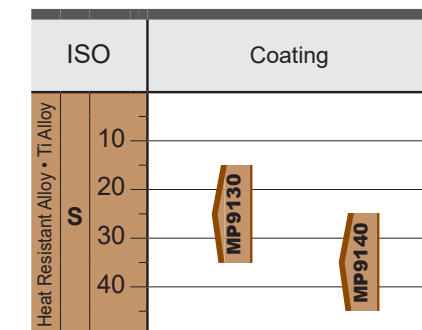 ISO
Coating
Heat Resistant Alloy • Ti Alloy
S
10
20
30
40
MP9130
MP9140